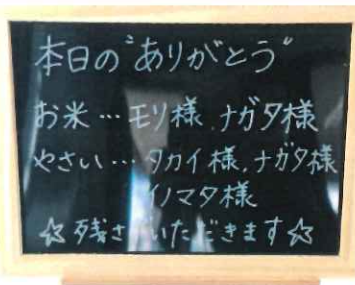 本日の"ありがとう"
お米…モリ様、ナガタ様
やさい…タカイ様、ナガタ様
イノマタ様
☆残さ いただきます☆